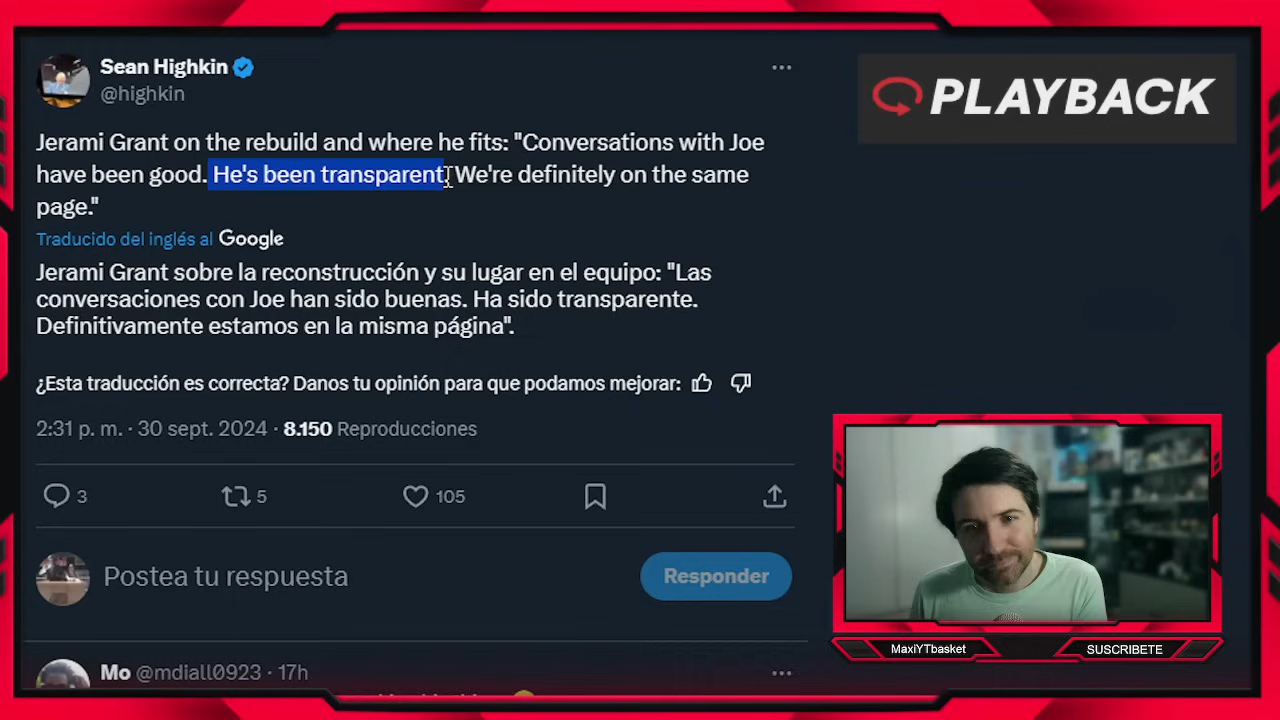 Sean Highkin
@highkin
Jerami Grant on the rebuild and where he fits: "Conversations with Joe
have been good. He's been transparent. We're definitely on the same
page."
Traducido del inglés al Google
Jerami Grant sobre la reconstrucción y su lugar en el equipo: "Las
conversaciones con Joe han sido buenas. Ha sido transparente.
Definitivamente estamos en la misma página".
¿Esta traducción es correcta? Danos tu opinión para que podamos mejorar:
2:31 p. m. · 30 sept. 2024 · 8.150 Reproducciones
3
5
105
Postea tu respuesta
Responder
Mo @mdiall0923 · 17h
PLAYBACK
MaxiYTbasket
SUSCRIBETE